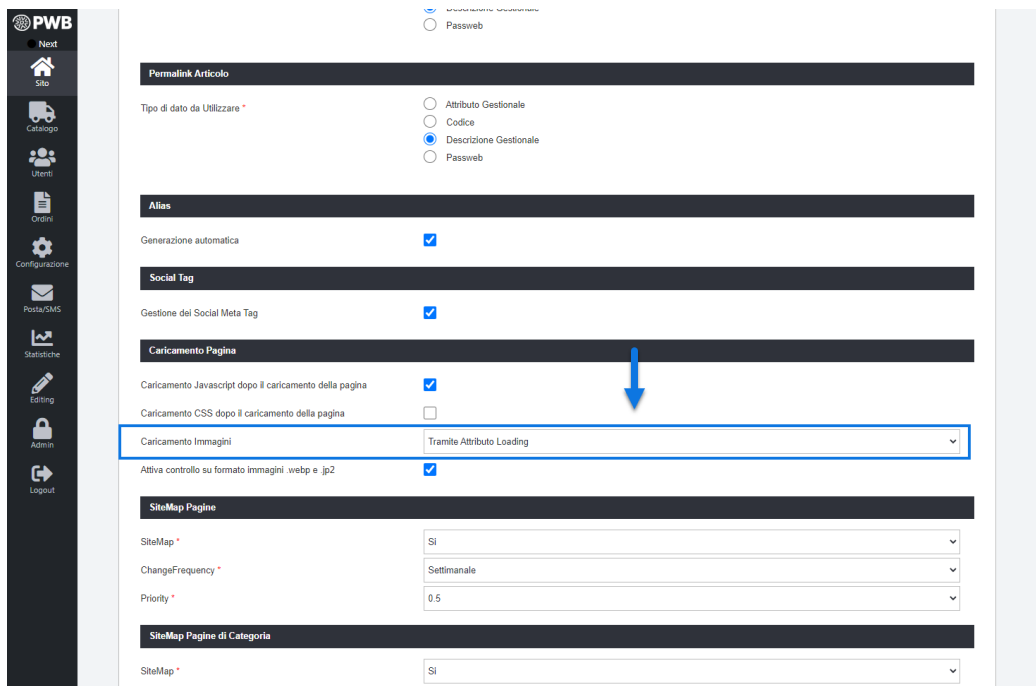 PWB
Next
Sito
Catalogo
Utenti
Ordini
Configurazione
Posta/SMS
Statistiche
Editing
Admin
Logout
Descrizione Gestionale
Passweb
Permalink Articolo
Tipo di dato da Utilizzare *
Attributo Gestionale
Codice
Descrizione Gestionale
Passweb
Alias
Generazione automatica
Social Tag
Gestione dei Social Meta Tag
Caricamento Pagina
Caricamento Javascript dopo il caricamento della pagina
Caricamento CSS dopo il caricamento della pagina
Caricamento Immagini Tramite Attributo Loading
Attiva controllo su formato immagini .webp e .jp2
SiteMap Pagine
SiteMap * Si
ChangeFrequency * Settimanale
Priority * 0.5
SiteMap Pagine di Categoria
SiteMap * Si